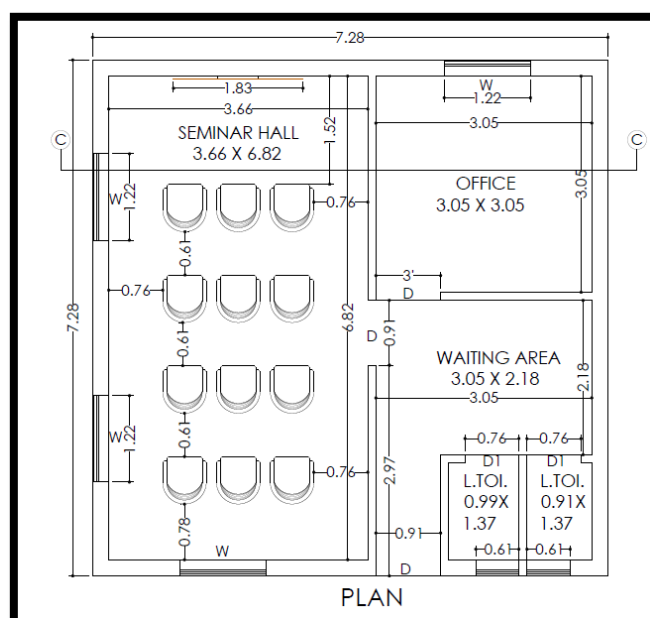 7.28
W
1.83
1.22
3.66
3.05
1.52
C
SEMINAR HALL
3.66 X 6.82
C
OFFICE
3.05 X 3.05
3.05
W
1.22
0.76
0.61
3'
0.76
D
7.28
6.82
0.61
D
0.91
WAITING AREA
3.05 X 2.18
2.18
3.05
W
1.22
0.61
0.76
0.76
D1
D1
0.76
2.97
L.TOI.
0.99X
1.37
L.TOI.
0.91X
1.37
0.78
0.91
W
0.61
0.61
D
PLAN